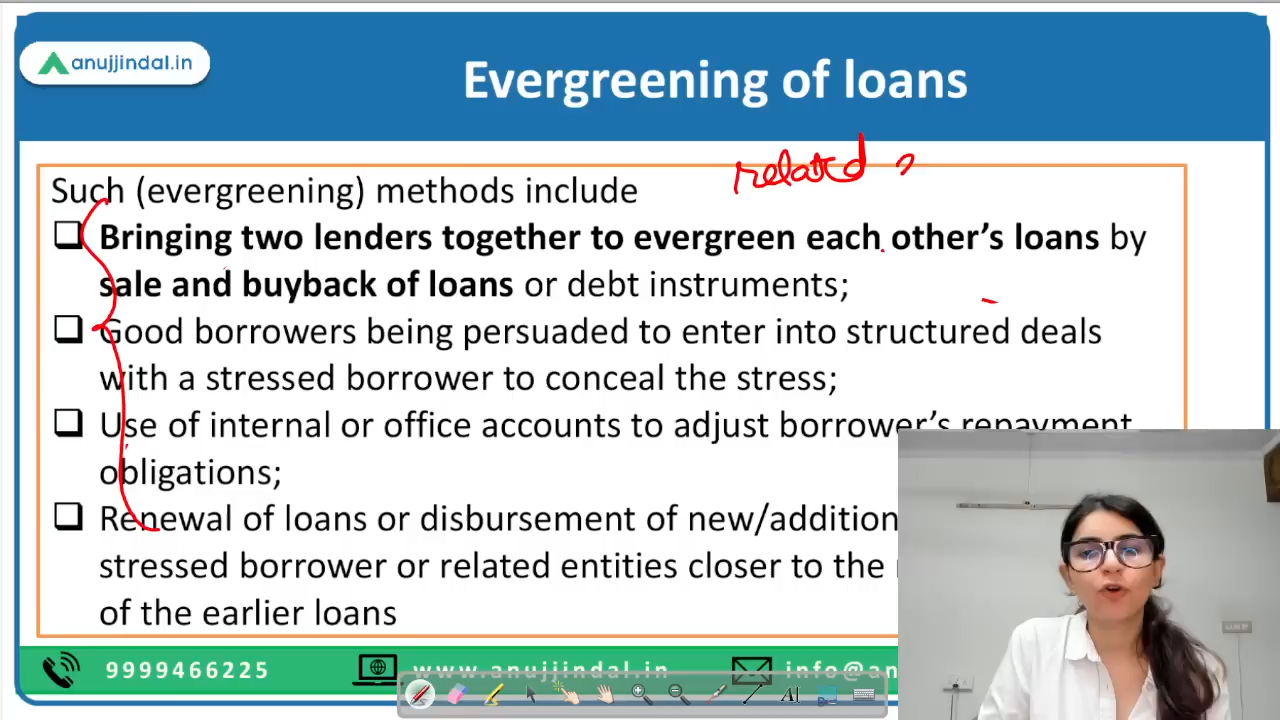 anujjindal.in
Evergreening of loans
related
Such (evergreening) methods include
Bringing two lenders together to evergreen each other's loans by
sale and buyback of loans or debt instruments;
Good borrowers being persuaded to enter into structured deals
with a stressed borrower to conceal the stress;
Use of internal or office accounts to adjust borrower's repayment
obligations;
Renewal of loans or disbursement of new/addition
stressed borrower or related entities closer to the
of the earlier loans
9999466225
www.anujjindal.in
info@an
AI